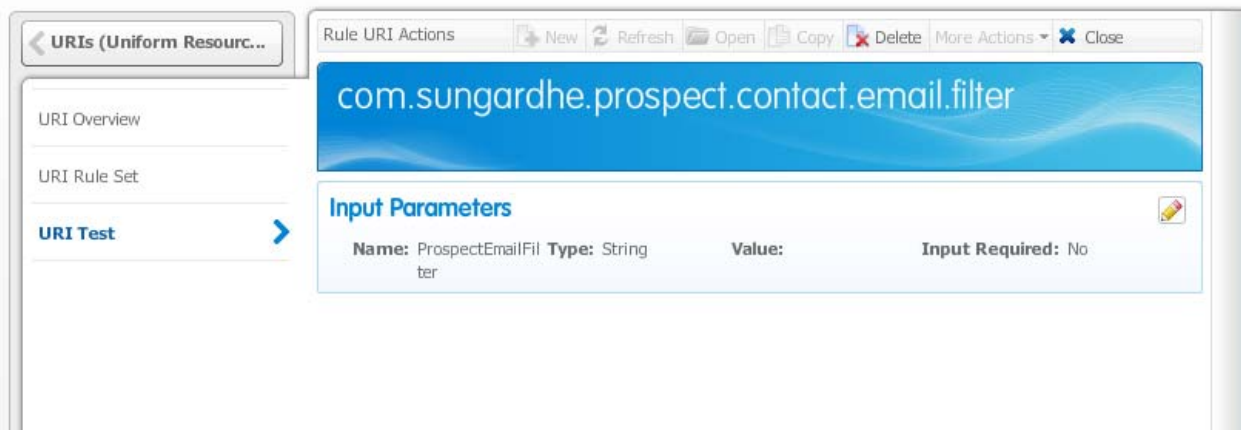 URIs (Uniform Resourc...
URI Overview
URI Rule Set
URI Test
Rule URI Actions New Refresh Open Copy Delete More Actions Close
com.sungardhe.prospect.contact.email.filter
Input Parameters
Name: ProspectEmailFil Type: String Value: Input Required: No
ter